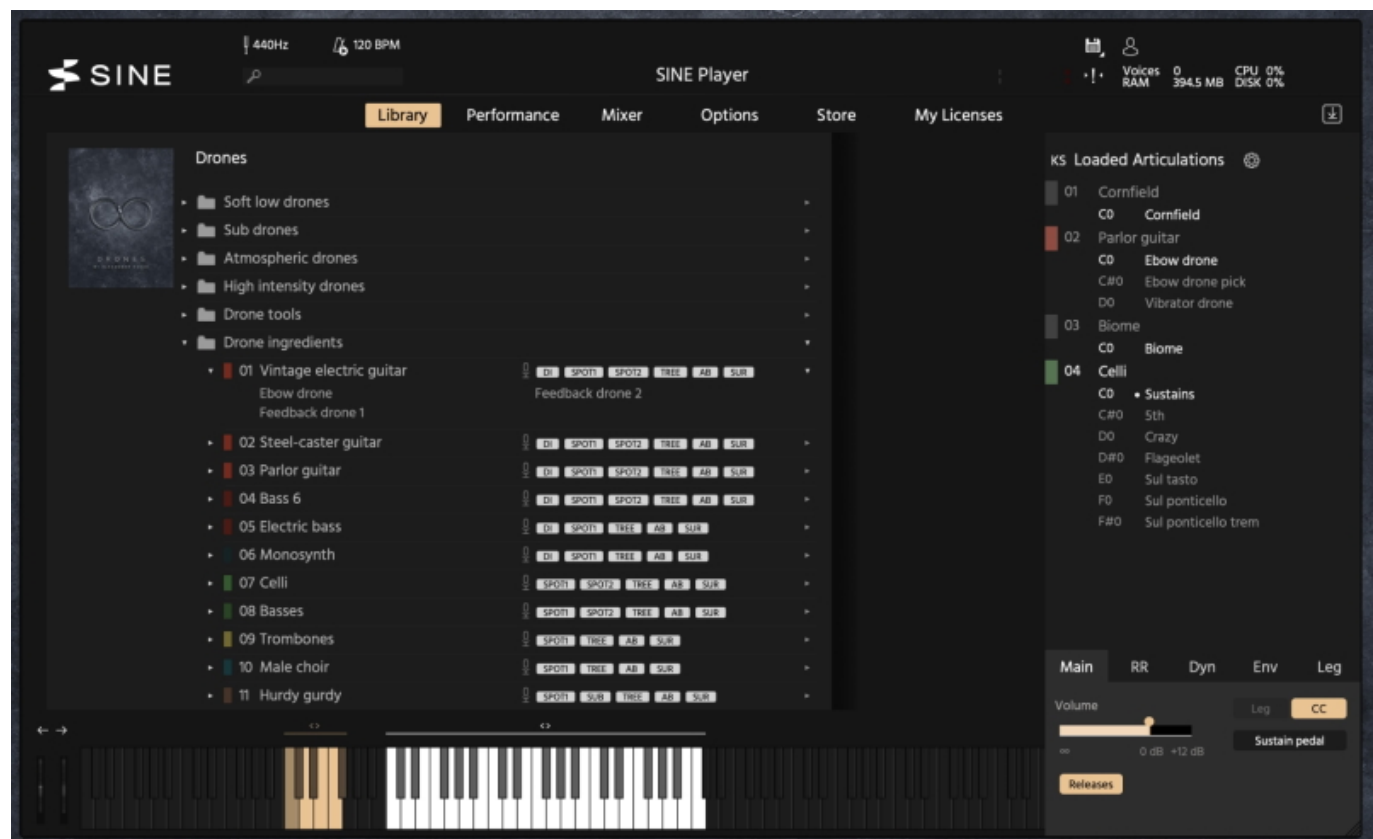 440Hz 120 BPM
SINE
SINE Player
Voices 0 CPU 0%
RAM 394.5 MB DISK 0%
Library Performance Mixer Options Store My Licenses
DRONES
Drones
Soft low drones
Sub drones
Atmospheric drones
High intensity drones
Drone tools
Drone ingredients
01 Vintage electric guitar DI SPOT1 SPOT2 TREE AB SUR
Ebow drone Feedback drone 2
Feedback drone 1
02 Steel-caster guitar DI SPOT1 SPOT2 TREE AB SUR
03 Parlor guitar DI SPOT1 SPOT2 TREE AB SUR
04 Bass 6 DI SPOT1 SPOT2 TREE AB SUR
05 Electric bass DI SPOT1 TREE AB SUR
06 Monosynth DI SPOT1 TREE AB SUR
07 Celli SPOT1 SPOT2 TREE AB SUR
08 Basses SPOT1 SPOT2 TREE AB SUR
09 Trombones SPOT1 TREE AB SUR
10 Male choir SPOT1 TREE AB SUR
11 Hurdy gurdy SPOT1 SUB TREE AB SUR
KS Loaded Articulations
01 Cornfield
C0 Cornfield
02 Parlor guitar
C0 Ebow drone
C#0 Ebow drone pick
D0 Vibrator drone
03 Biome
C0 Biome
04 Celli
C0 • Sustains
C#0 5th
D0 Crazy
D#0 Flageolet
E0 Sul tasto
F0 Sul ponticello
F#0 Sul ponticello trem
Main RR Dyn Env Leg
Volume
Leg CC
∞ 0 dB +12 dB
Sustain pedal
Releases